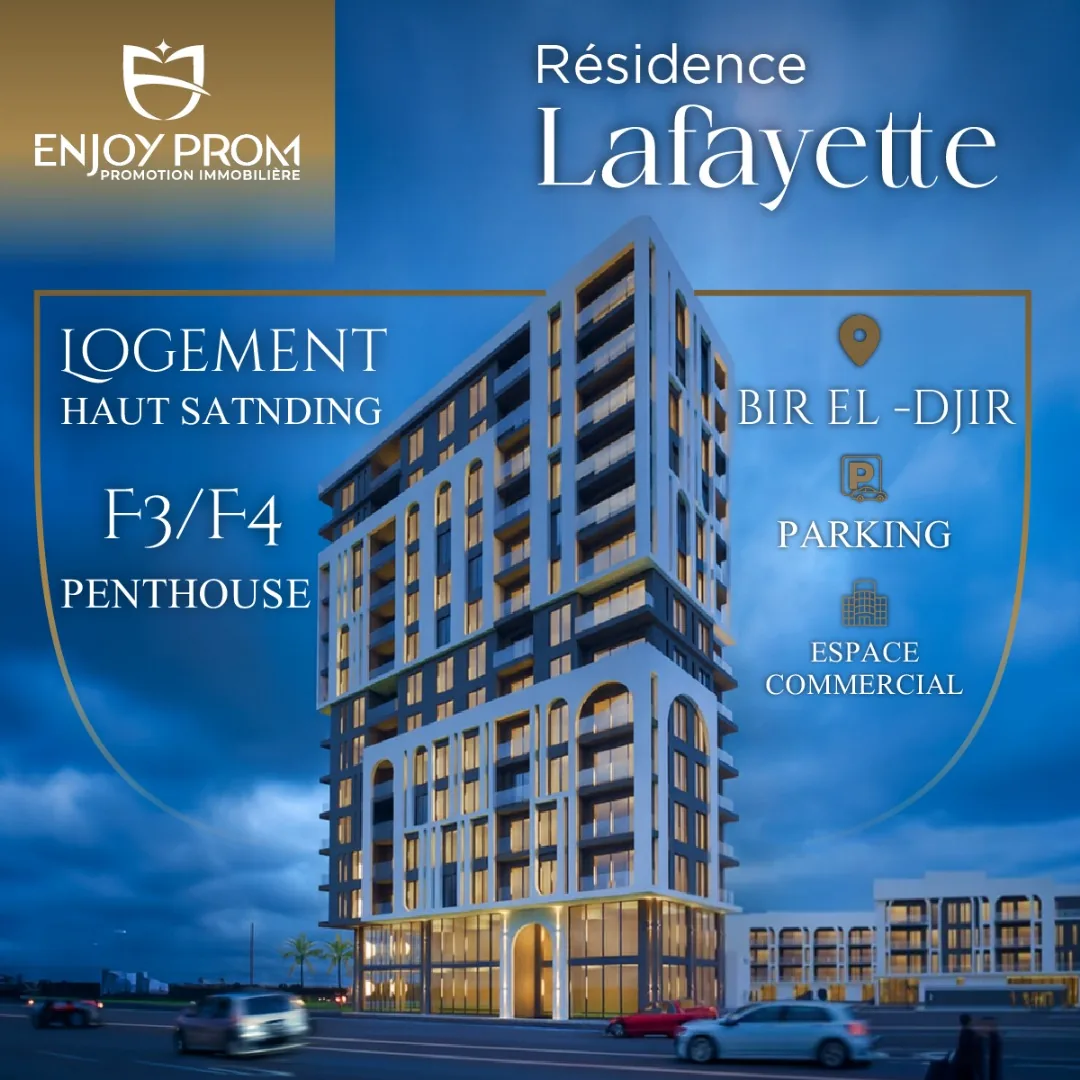 ENJOY PROM
PROMOTION IMMOBILIÈRE
Résidence
Lafayette
LOGEMENT
HAUT SATNDING
F3/F4
PENTHOUSE
BIR EL -DJIR
P
PARKING
ESPACE
COMMERCIAL